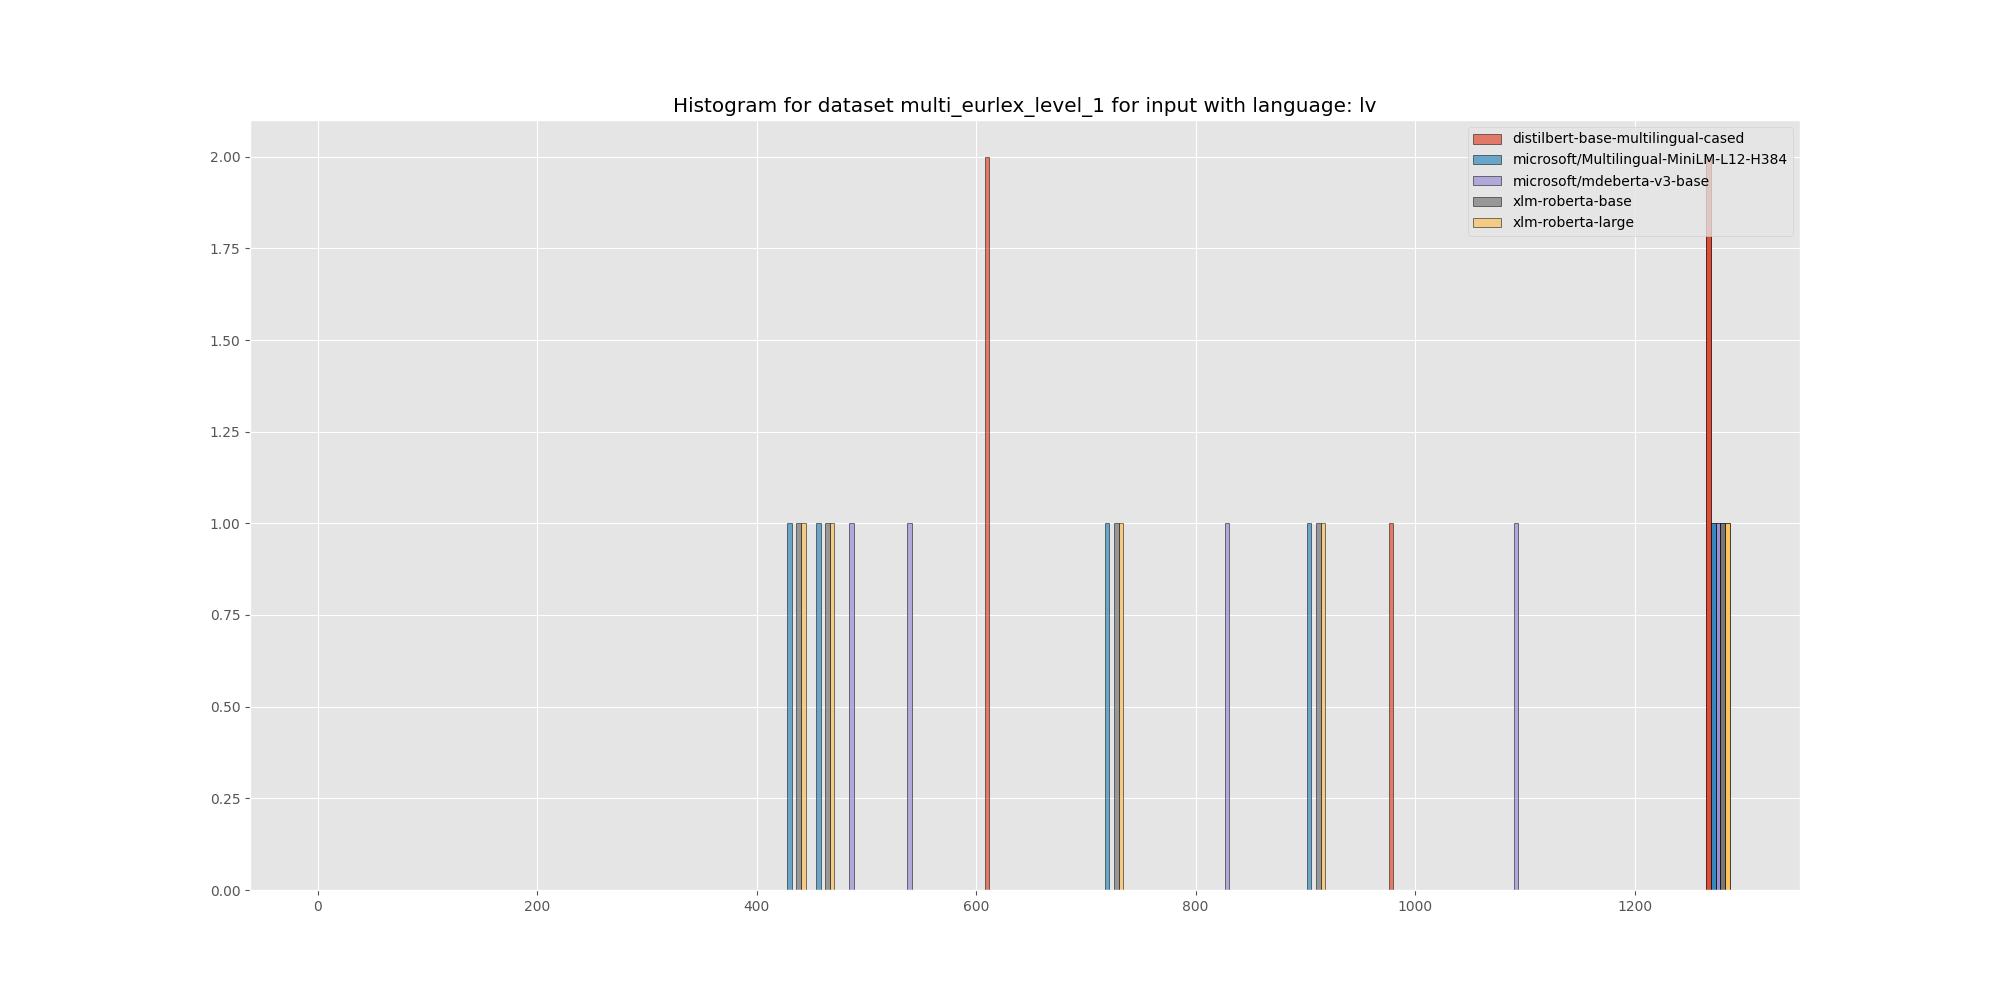 Histogram for dataset multi_eurlex_level_1 for input with language: lv
distilbert-base-multilingual-cased
microsoft/Multilingual-MiniLM-L12-H384
microsoft/mdeberta-v3-base
xlm-roberta-base
xlm-roberta-large
2.00
1.75
1.50
1.25
1.00
0.75
0.50
0.25
0.00
0 200 400 600 800 1000 1200